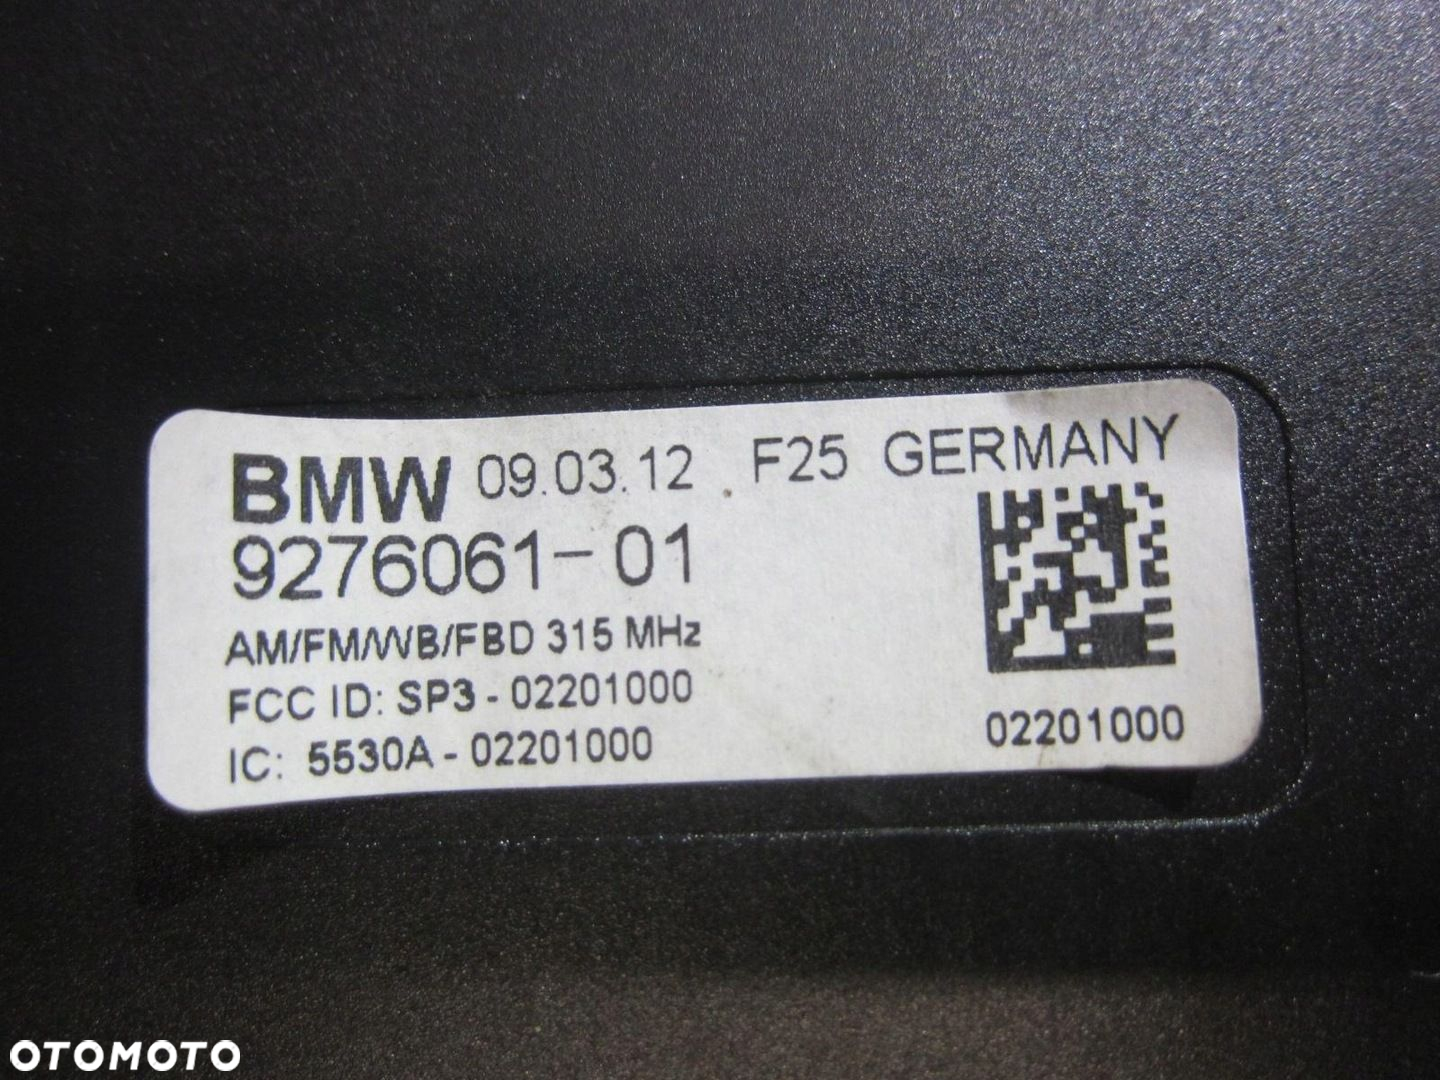 BMW 09.03.12 F25 GERMANY
9276061-01
AM/FM/WB/FBD 315 MHz
FCC ID: SP3 - 02201000
IC: 5530A - 02201000
02201000
OTOMOTO